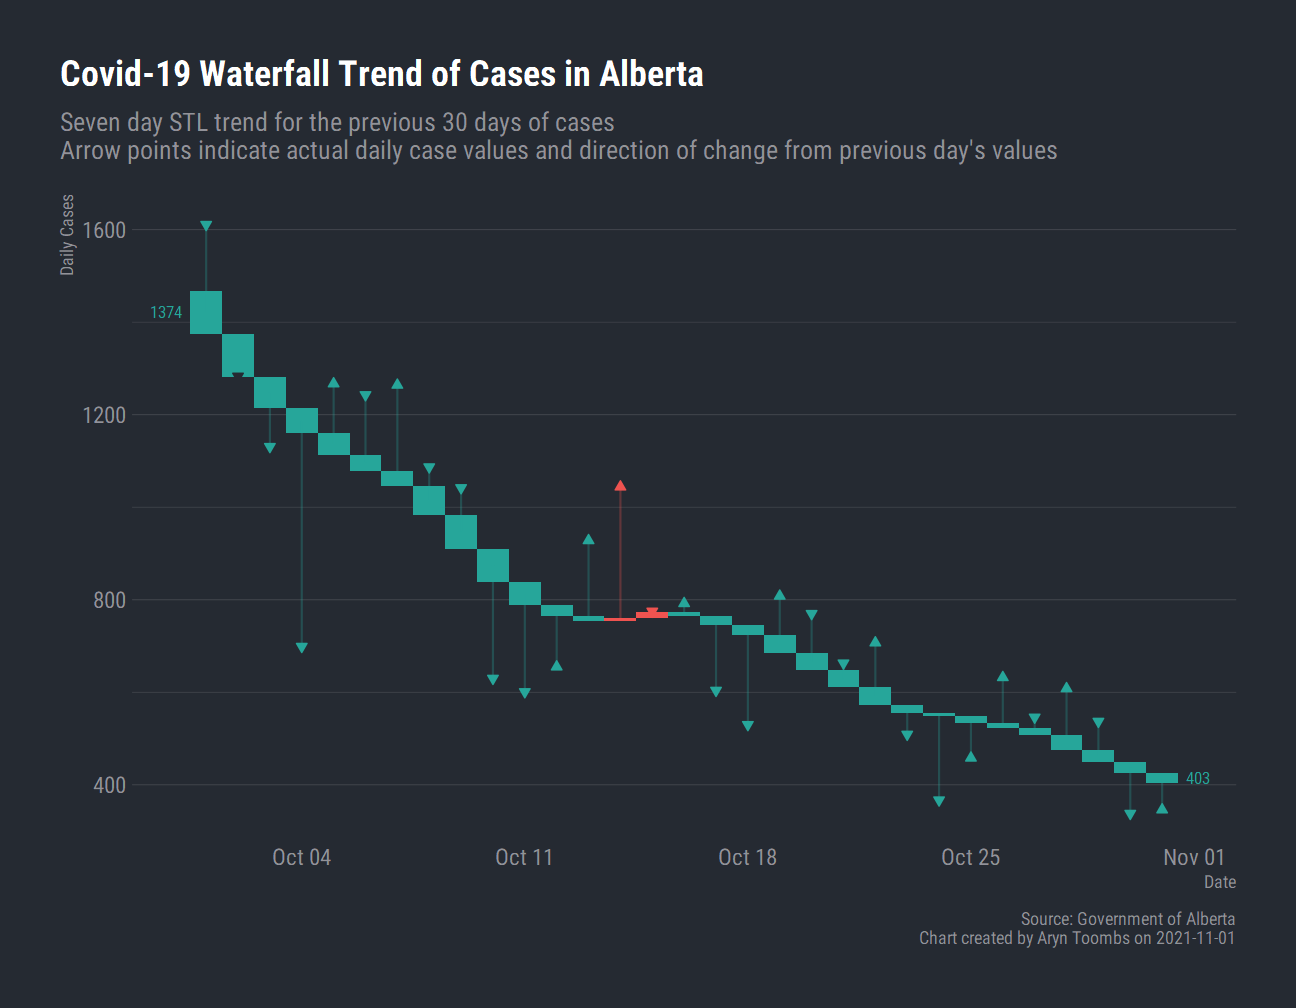 Covid-19 Waterfall Trend of Cases in Alberta
Seven day STL trend for the previous 30 days of cases
Arrow points indicate actual daily case values and direction of change from previous day's values
Daily Cases
1600
1374
1200
800
400
403
Oct 04
Oct 11
Oct 18
Oct 25
Nov 01
Date
Source: Government of Alberta
Chart created by Aryn Toombs on 2021-11-01